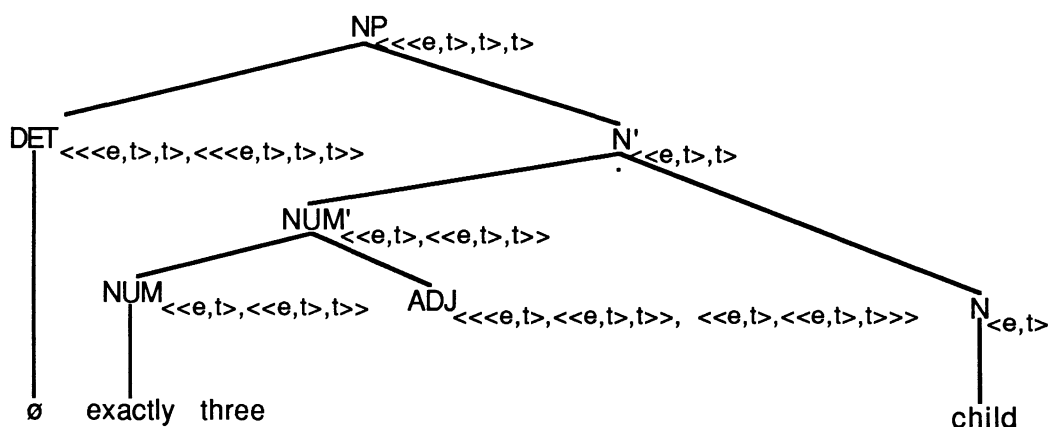 NP<<<e,t>,t>,t>
DET<<<e,t>,t>,<<<e,t>,t>,t>> N'<<e,t>,t>
NUM'<<e,t>,<<e,t>,t>>
NUM<<e,t>,<<e,t>,t>> ADJ<<<e,t>,<<e,t>,t>>, <<e,t>,<<e,t>,t>>> N<e,t>
ø exactly three child